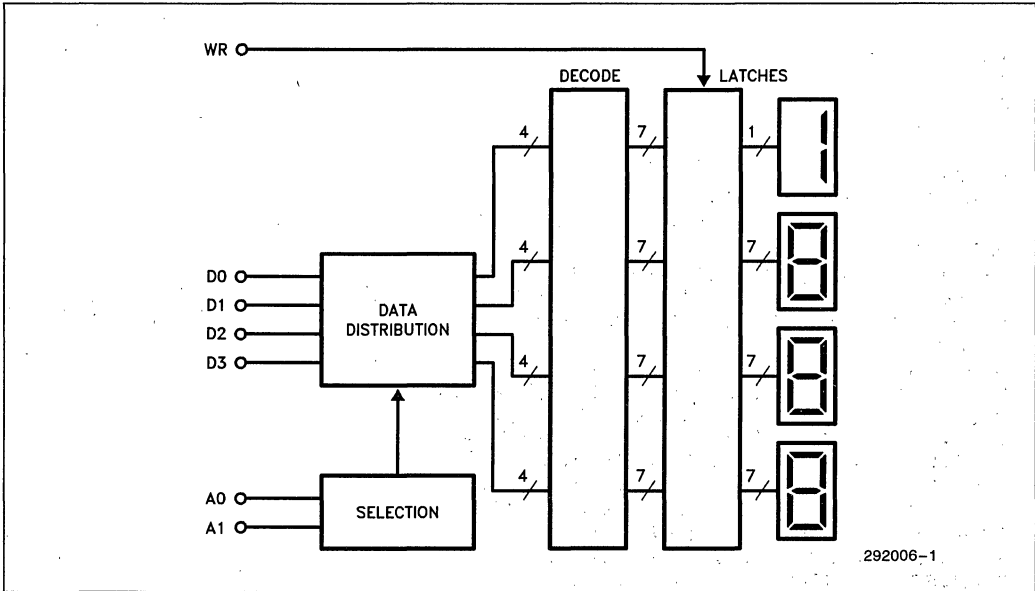 WR
DECODE
LATCHES
4
7
1
4
7
7
D0
D1
D2
D3
DATA
DISTRIBUTION
4
7
7
A0
A1
SELECTION
4
7
7
292006-1